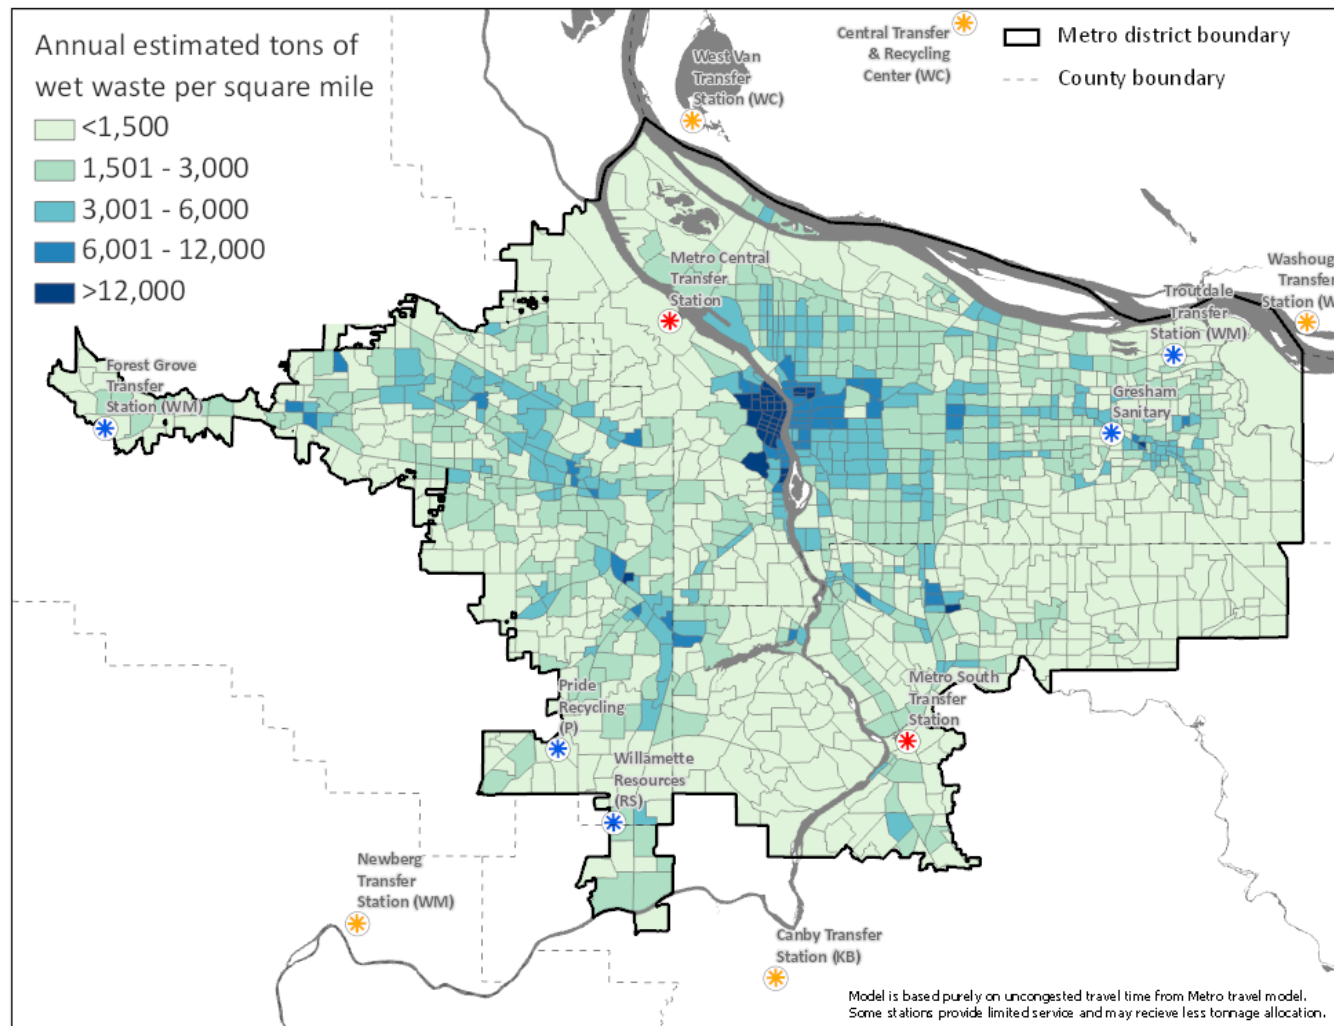 Annual estimated tons of
wet waste per square mile
<1,500
1,501 - 3,000
3,001 - 6,000
6,001 - 12,000
>12,000
Central Transfer
& Recycling
Center (WC)
Metro district boundary
County boundary
West Van
Transfer
Station (WC)
Metro Central
Transfer
Station
Washoug
Transfer
Station (W
Troutdale
Transfer
Station (WM)
Forest Grove
Transfer
Station (WM)
Gresham
Sanitary
Pride
Recycling
(P)
Metro South
Transfer
Station
Willamette
Resources
(RS)
Newberg
Transfer
Station (WM)
Canby Transfer
Station (KB)
Model is based purely on uncongested travel time from Metro travel model.
Some stations provide limited service and may recieve less tonnage allocation.